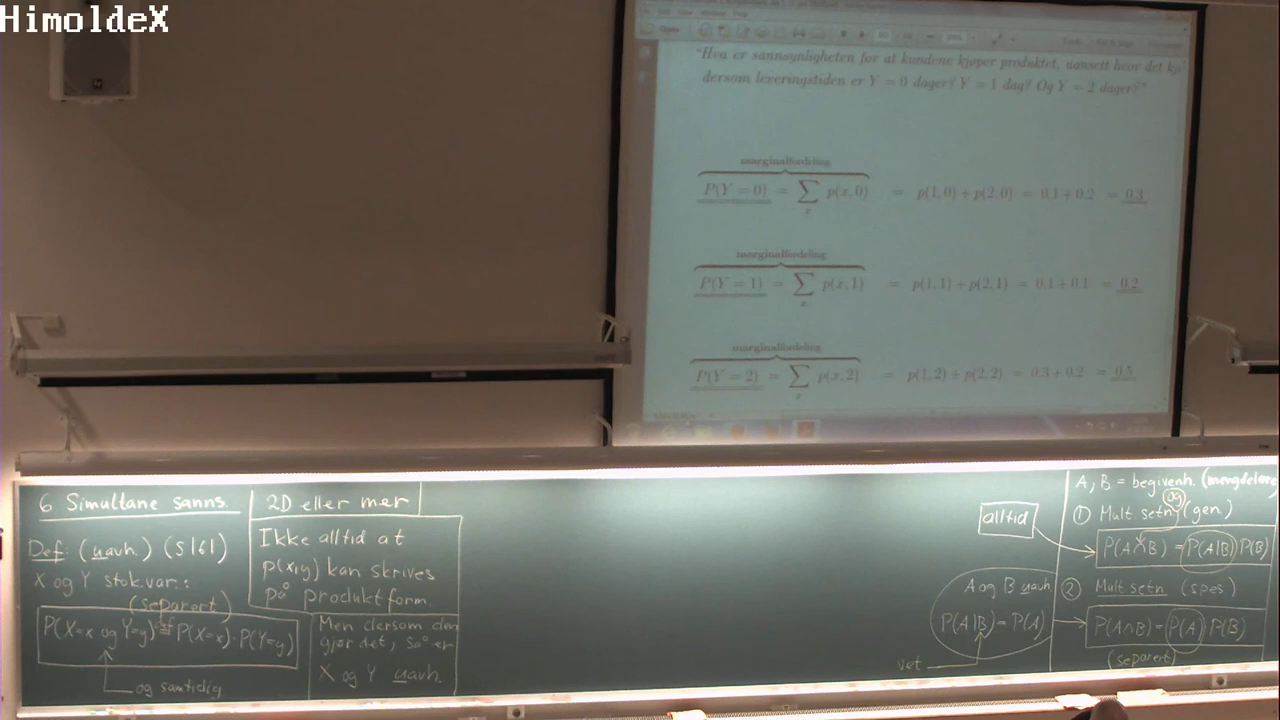 HimoldeX
"Hva er sannsynligheten for at kundene kjøper produktet, uansett hvor det
dersom leveringstiden er Y = 0 dager? Y = 1 dag? Og Y = 2 dager?"
marginalfordeling
P(Y = 0) = ∑ p(x, 0) = p(1, 0) + p(2, 0) = 0.1 + 0.2 = 0.3
x
marginalfordeling
P(Y = 1) = ∑ p(x, 1) = p(1, 1) + p(2, 1) = 0.1 + 0.1 = 0.2
x
marginalfordeling
P(Y = 2) = ∑ p(x, 2) = p(1, 2) + p(2, 2) = 0.3 + 0.2 = 0.5
x
6 Simultane sanns.
Def: (uavh.) (S161)
X og Y stok.var.:
(separert)
P(X=x og Y=y) = P(X=x) · P(Y=y)
og samtidig
2D eller mer
Ikke alltid at
p(x,y) kan skrives
på produktform.
Men dersom den
gjør det, så er
X og Y uavh.
alltid
A og B uavh
P(A|B) = P(A)
vet
A, B = begivenh. (mengdelære
og
① Mult setn (gen.)
P(A∩B) = P(A|B) P(B)
② Mult setn (spes)
P(A∩B) = P(A) P(B)
(separert)